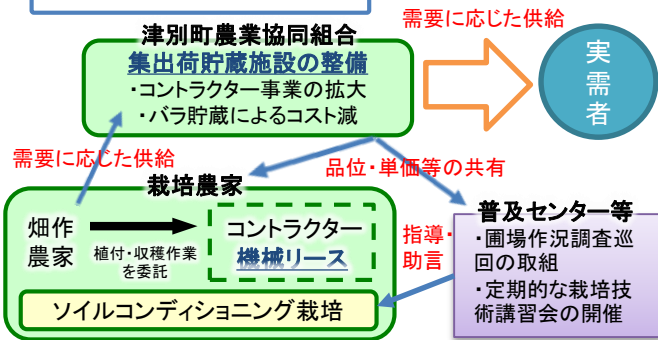 需要に応じた供給
津別町農業協同組合
集出荷貯蔵施設の整備
・コントラクター事業の拡大
・バラ貯蔵によるコスト減
実
需
者
需要に応じた供給
品位・単価等の共有
栽培農家
畑作
農家
植付・収穫作業
を委託
コントラクター
機械リース
指導・
助言
普及センター等
・圃場作況調査巡
回の取組
・定期的な栽培技
術講習会の開催
ソイルコンディショニング栽培